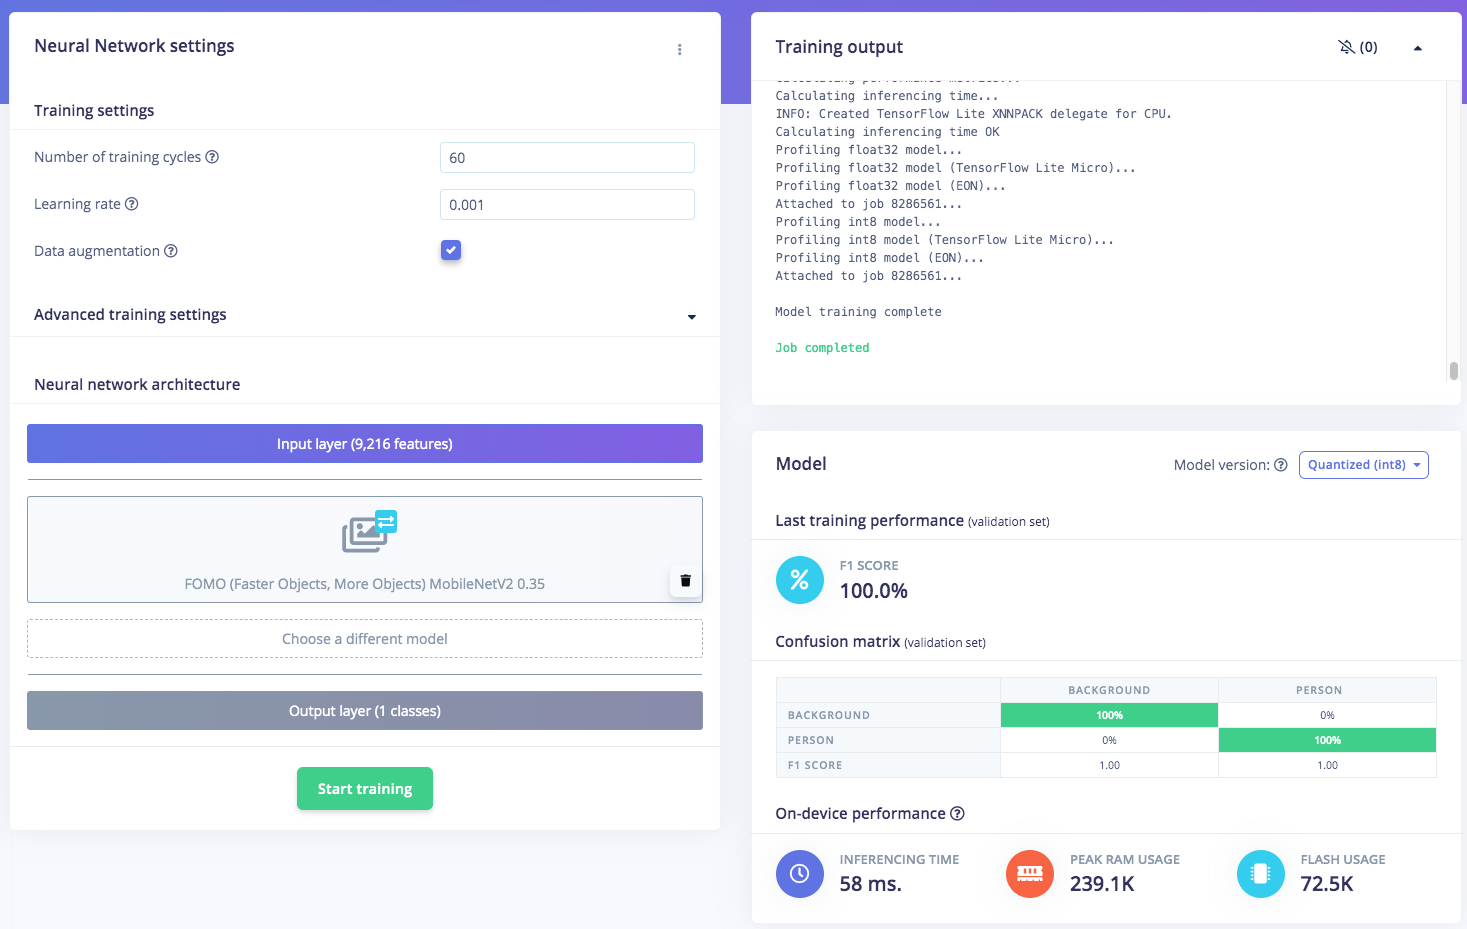 Neural Network settings
Training settings
Number of training cycles
60
Learning rate
0.001
Data augmentation
Advanced training settings
Neural network architecture
Input layer (9,216 features)
FOMO (Faster Objects, More Objects) MobileNetV2 0.35
Choose a different model
Output layer (1 classes)
Start training
Training output
(0)
Calculating performance metrics...
Calculating inferencing time...
INFO: Created TensorFlow Lite XNNPACK delegate for CPU.
Calculating inferencing time OK
Profiling float32 model...
Profiling float32 model (TensorFlow Lite Micro)...
Profiling float32 model (EON)...
Attached to job 8286561...
Profiling int8 model...
Profiling int8 model (TensorFlow Lite Micro)...
Profiling int8 model (EON)...
Attached to job 8286561...
Model training complete
Job completed
Model
Model version:
Quantized (int8)
Last training performance (validation set)
%
F1 SCORE
100.0%
Confusion matrix (validation set)
BACKGROUND PERSON
BACKGROUND 100% 0%
PERSON 0% 100%
F1 SCORE 1.00 1.00
On-device performance
INFERENCING TIME
58 ms.
PEAK RAM USAGE
239.1K
FLASH USAGE
72.5K